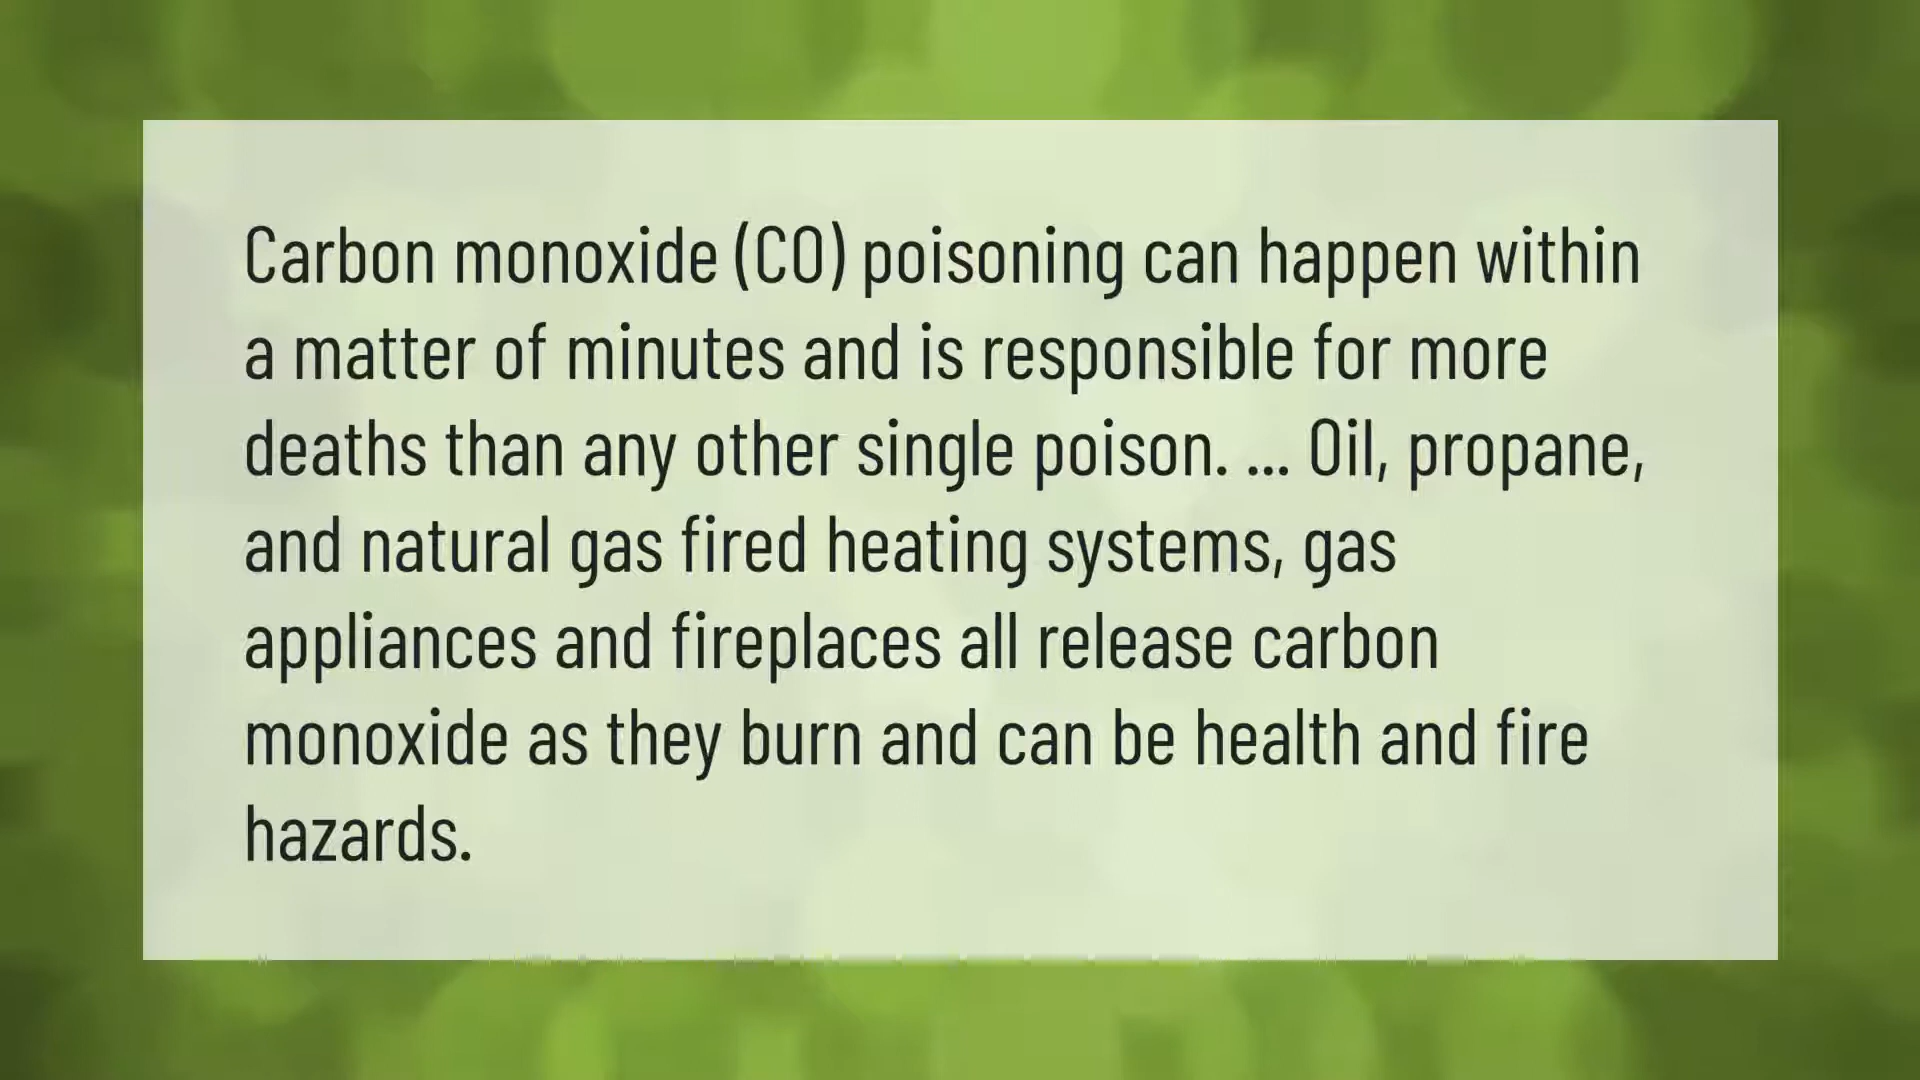 Carbon monoxide (CO) poisoning can happen within
a matter of minutes and is responsible for more
deaths than any other single poison. ... Oil, propane,
and natural gas fired heating systems, gas
appliances and fireplaces all release carbon
monoxide as they burn and can be health and fire
hazards.